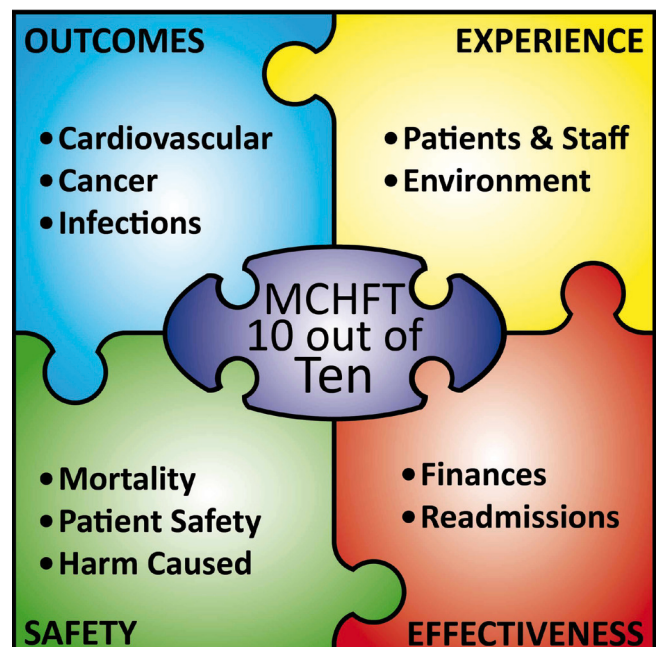 OUTCOMES
• Cardiovascular
• Cancer
• Infections
EXPERIENCE
• Patients & Staff
• Environment
MCHFT
10 out of
Ten
• Mortality
• Patient Safety
• Harm Caused
SAFETY
• Finances
• Readmissions
EFFECTIVENESS